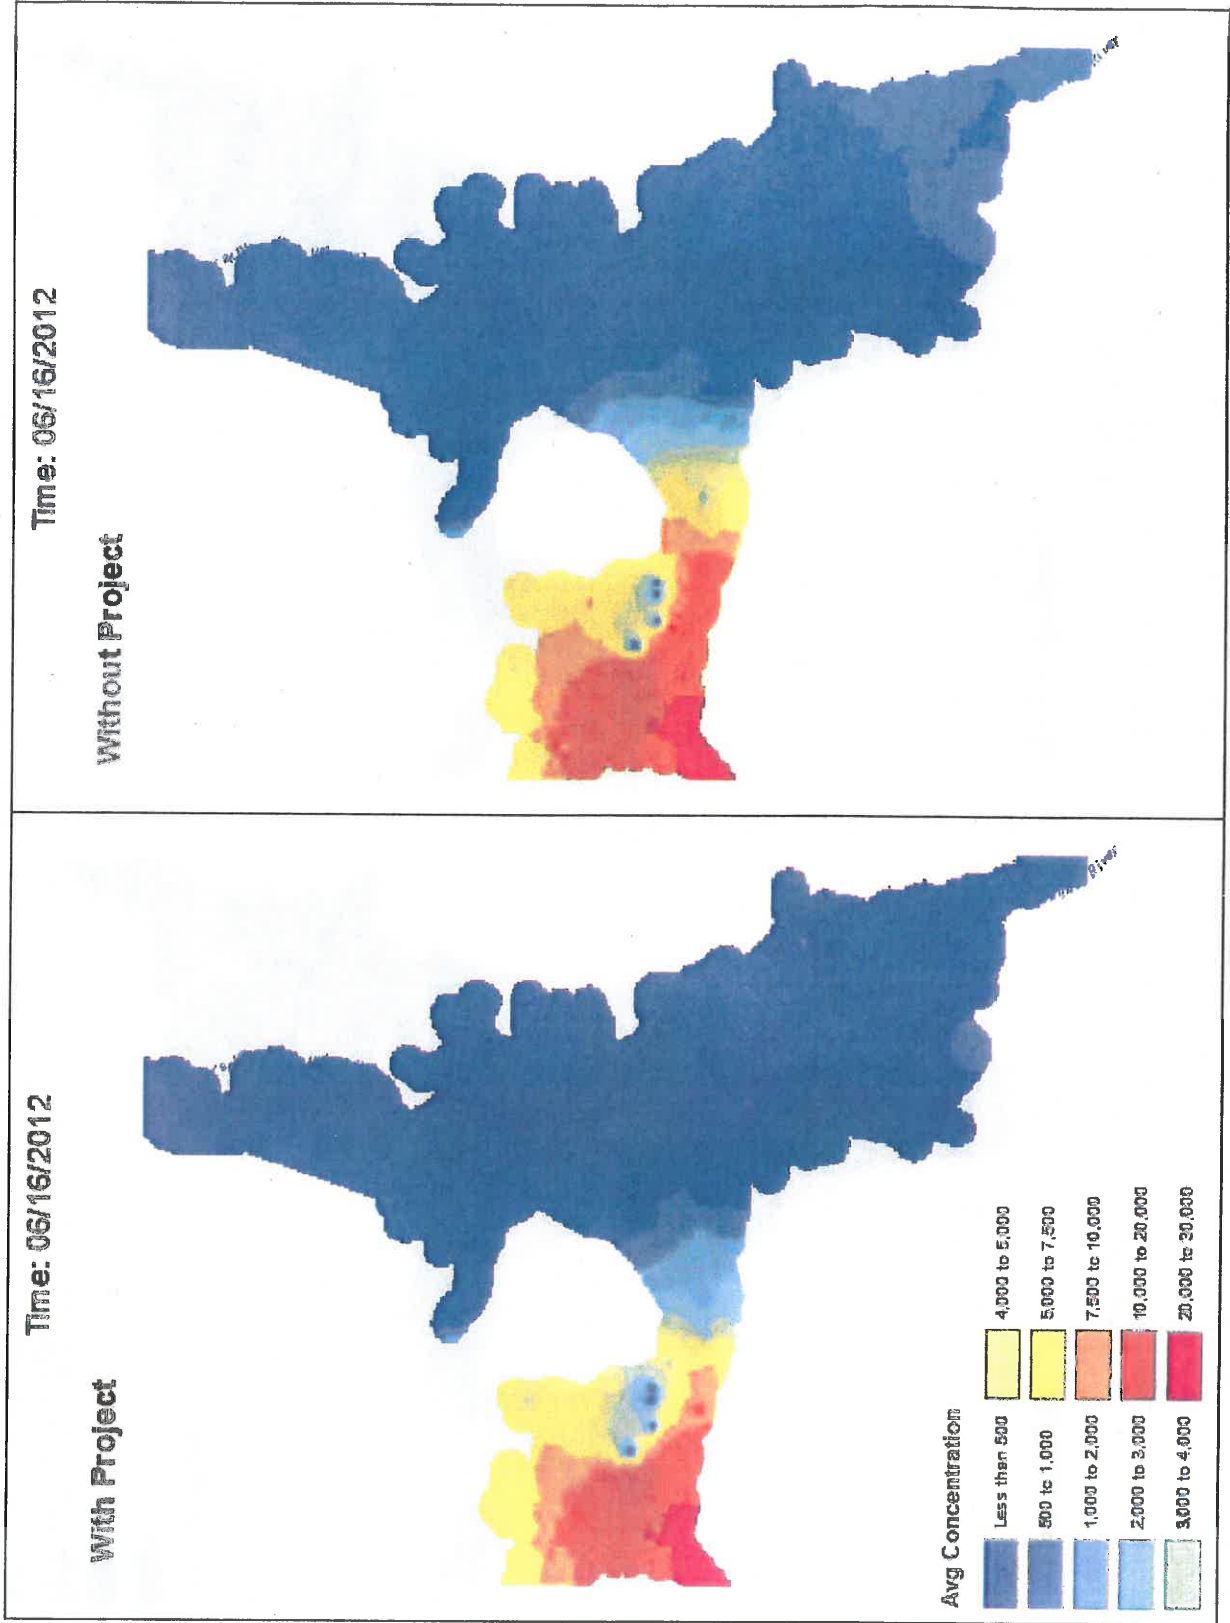 Time: 06/16/2012
With Project
River
Avg Concentration
Less than 500
500 to 1,000
1,000 to 2,000
2,000 to 3,000
3,000 to 4,000
4,000 to 5,000
5,000 to 7,500
7,500 to 10,000
10,000 to 20,000
20,000 to 30,000
Time: 06/16/2012
Without Project
River